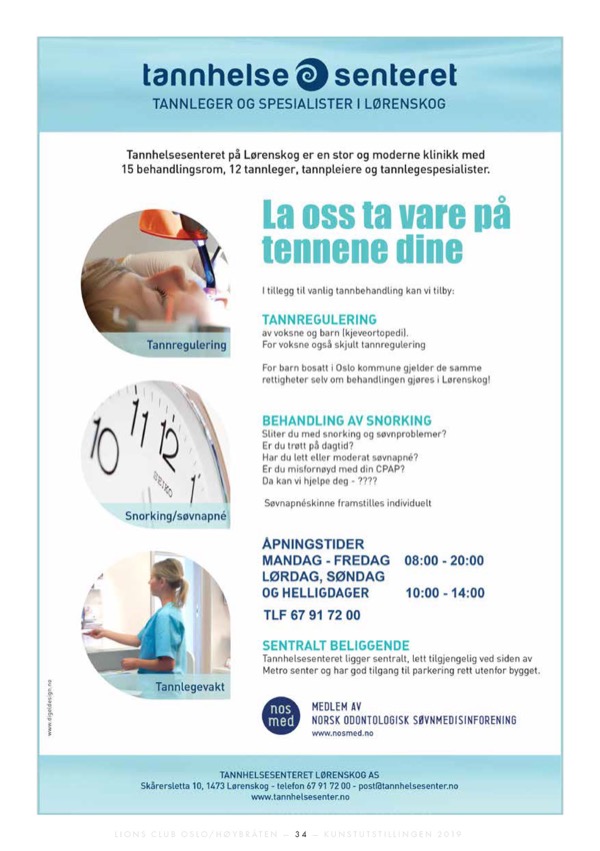 tannhelse senteret
TANNLEGER OG SPESIALISTER I LØRENSKOG
Tannhelsesenteret på Lørenskog er en stor og moderne klinikk med
15 behandlingsrom, 12 tannleger, tannpleiere og tannlegespesialister.
La oss ta vare på
tennene dine
I tillegg til vanlig tannbehandling kan vi tilby:
Tannregulering
TANNREGULERING
av voksne og barn (kjeveortopedi).
For voksne også skjult tannregulering
For barn bosatt i Oslo kommune gjelder de samme
rettigheter selv om behandlingen gjøres i Lørenskog!
10 11 12
SEIKO
Snorking/søvnapné
BEHANDLING AV SNORKING
Sliter du med snorking og søvnproblemer?
Er du trøtt på dagtid?
Har du lett eller moderat søvnapné?
Er du misfornøyd med din CPAP?
Da kan vi hjelpe deg - ????
Søvnapnéskinne framstilles individuelt
ÅPNINGSTIDER
MANDAG - FREDAG 08:00 - 20:00
LØRDAG, SØNDAG
OG HELLIGDAGER 10:00 - 14:00
TLF 67 91 72 00
Tannlegevakt
SENTRALT BELIGGENDE
Tannhelsesenteret ligger sentralt, lett tilgjengelig ved siden av
Metro senter og har god tilgang til parkering rett utenfor bygget.
nos
med
MEDLEM AV
NORSK ODONTOLOGISK SØVNMEDISINFORENING
www.nosmed.no
www.digeldesign.no
TANNHELSESENTERET LØRENSKOG AS
Skårersletta 10, 1473 Lørenskog - telefon 67 91 72 00 - post@tannhelsesenter.no
www.tannhelsesenter.no
LIONS CLUB OSLO/HØYBRÅTEN – 34 – KUNSTUTSTILLINGEN 2019